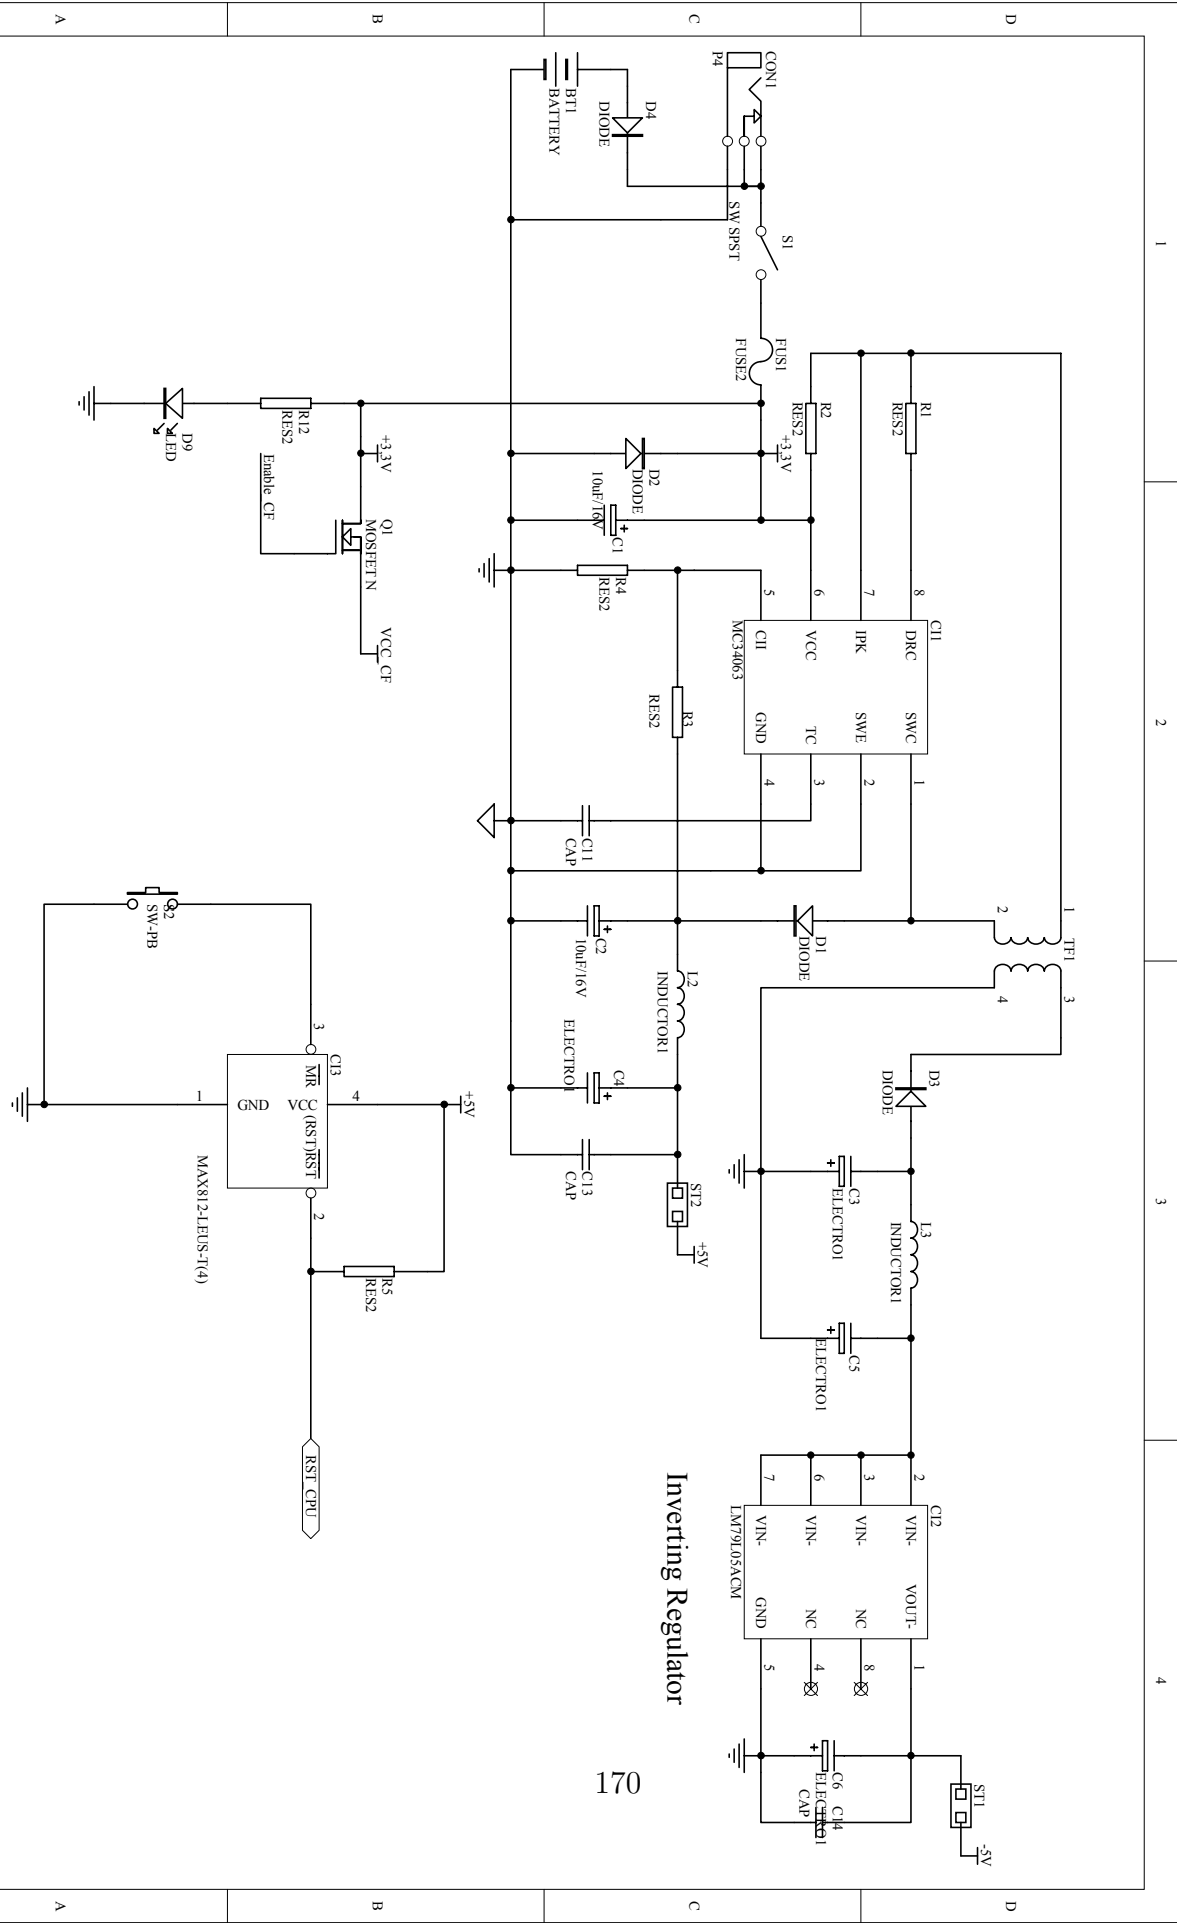 A
B
C
D
1
2
3
4
CON1
P4
BT1
BATTERY
D4
DIODE
S1
SW SPST
FUS1
FUSE2
R1
RES2
R2
RES2
+3,3V
D2
DIODE
C1
10uF/16V
R4
RES2
R3
RES2
CI1
8 DRC
7 IPK
6 VCC
5 CII
SWC 1
SWE 2
TC 3
GND 4
MC34063
C11
CAP
1
TF1
2
3
4
D1
DIODE
C2
10uF/16V
L2
INDUCTOR1
C4
ELECTRO1
C13
CAP
ST2
+5V
D3
DIODE
C3
ELECTRO1
L3
INDUCTOR1
C5
ELECTRO1
CI2
2 VIN-
3 VIN-
6 VIN-
7 VIN-
VOUT- 1
NC 8
NC 4
GND 5
LM79L05ACM
Inverting Regulator
C6
ELECTRO1
C14
CAP
ST1
-5V
R12
RES2
D9
LED
+3,3V
Enable_CF
Q1
MOSFET N
VCC_CF
S2
SW-PB
CI3
3
MR
1 GND
VCC 4
(RST)RST
2
MAX812-LEUS-T(4)
+5V
R5
RES2
RST_CPU
170
A
B
C
D